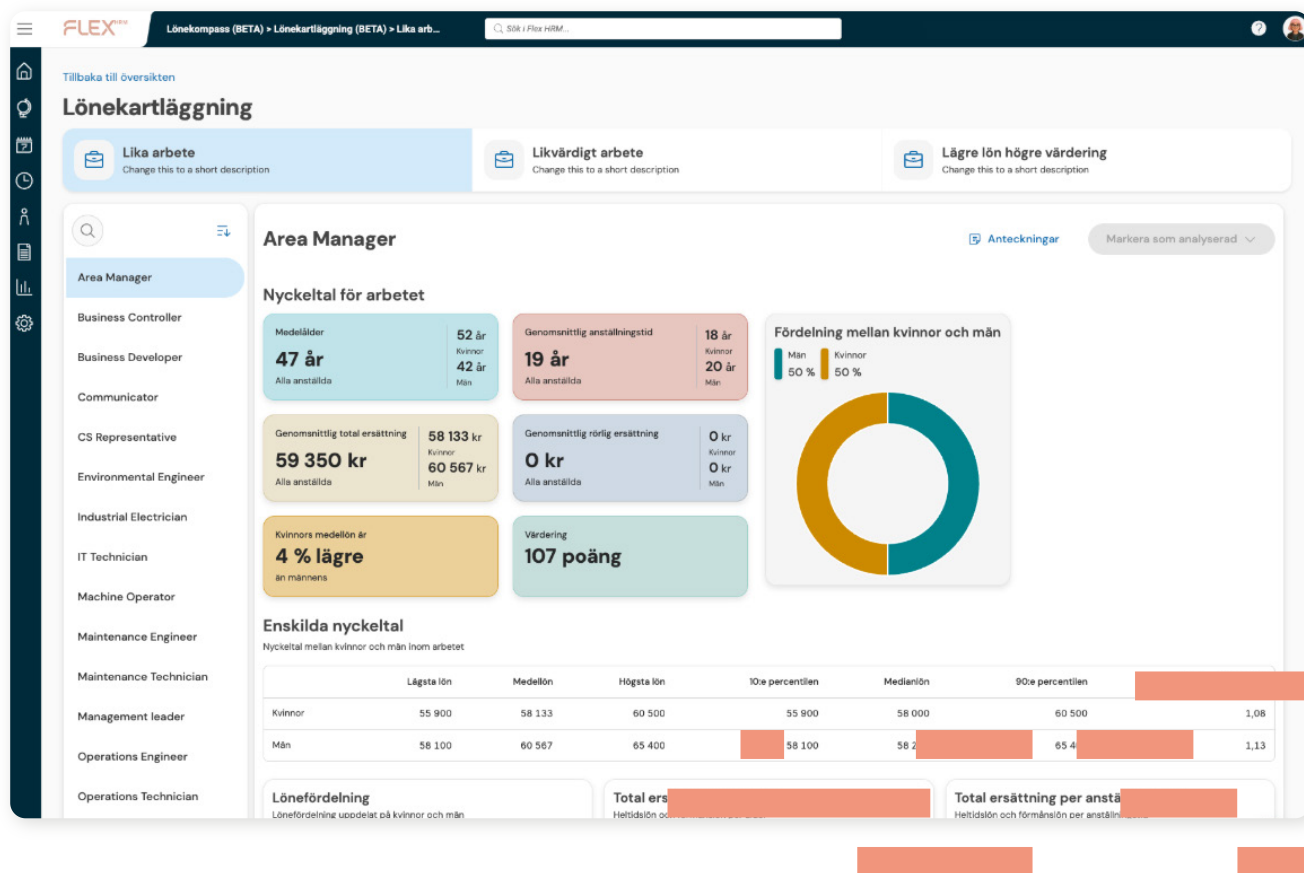 FLEX HRM
Lönekompass (BETA) > Lönekartläggning (BETA) > Lika arb...
Sök i Flex HRM...
Tillbaka till översikten
Lönekartläggning
Lika arbete
Change this to a short description
Likvärdigt arbete
Change this to a short description
Lägre lön högre värdering
Change this to a short description
Area Manager
Business Controller
Business Developer
Communicator
CS Representative
Environmental Engineer
Industrial Electrician
IT Technician
Machine Operator
Maintenance Engineer
Maintenance Technician
Management leader
Operations Engineer
Operations Technician
Area Manager
Anteckningar
Markera som analyserad
Nyckeltal för arbetet
Medelålder
47 år
Alla anställda
52 år
Kvinnor
42 år
Män
Genomsnittlig anställningstid
19 år
Alla anställda
18 år
Kvinnor
20 år
Män
Genomsnittlig total ersättning
59 350 kr
Alla anställda
58 133 kr
Kvinnor
60 567 kr
Män
Genomsnittlig rörlig ersättning
0 kr
Alla anställda
0 kr
Kvinnor
0 kr
Män
Kvinnors medellön är
4 % lägre
än männens
Värdering
107 poäng
Fördelning mellan kvinnor och män
Män
50 %
Kvinnor
50 %
Enskilda nyckeltal
Nyckeltal mellan kvinnor och män inom arbetet
Lägsta lön Medellön Högsta lön 10:e percentilen Medianlön 90:e percentilen
Kvinnor 55 900 58 133 60 500 55 900 58 000 60 500 1,08
Män 58 100 60 567 65 400 58 100 58 65 1,13
Lönefördelning
Lönefördelning uppdelat på kvinnor och män
Total ers
Heltidslön
Total ersättning per anstä
Heltidslön och förmånslön per